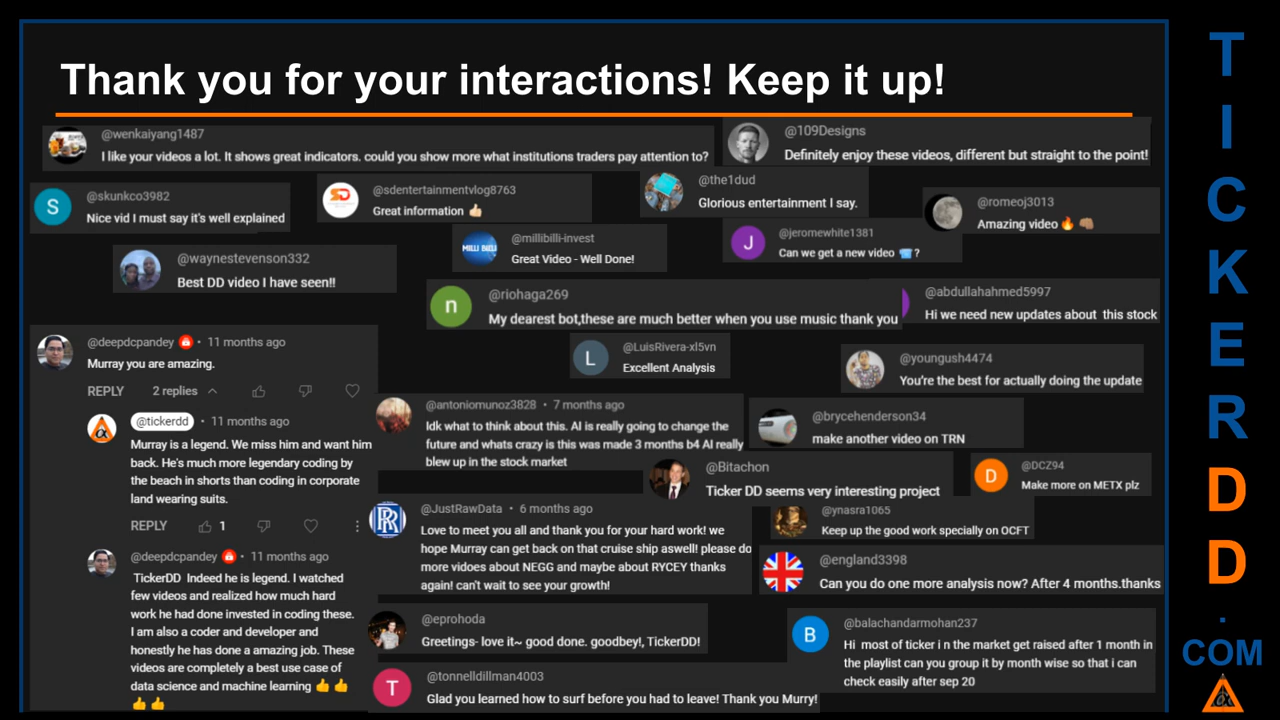 Thank you for your interactions! Keep it up!
@wenkaiyang1487
I like your videos a lot. It shows great indicators. could you show more what institutions traders pay attention to?
@109Designs
Definitely enjoy these videos, different but straight to the point!
S
@skunkco3982
Nice vid I must say it's well explained
SD
@sdentertainmentvlog8763
Great information 👍🏻
@the1dud
Glorious entertainment I say.
@romeoj3013
Amazing video 🔥 👊🏽
@waynestevenson332
Best DD video I have seen!!
MILLI BILLI
@millibilli-invest
Great Video - Well Done!
J
@jeromewhite1381
Can we get a new video ?
n
@riohaga269
My dearest bot,these are much better when you use music thank you
@abdullahahmed5997
Hi we need new updates about this stock
L
@LuisRivera-xl5vn
Excellent Analysis
@youngush4474
You're the best for actually doing the update
@deepdcpandey • 11 months ago
Murray you are amazing.
REPLY 2 replies
@tickerdd • 11 months ago
Murray is a legend. We miss him and want him
back. He's much more legendary coding by
the beach in shorts than coding in corporate
land wearing suits.
REPLY 1
@deepdcpandey • 11 months ago
TickerDD Indeed he is legend. I watched
few videos and realized how much hard
work he had done invested in coding these.
I am also a coder and developer and
honestly he has done a amazing job. These
videos are completely a best use case of
data science and machine learning 👍 👍
👍 👍
@antoniomunoz3828 • 7 months ago
Idk what to think about this. AI is really going to change the
future and whats crazy is this was made 3 months b4 AI really
blew up in the stock market
@brycehenderson34
make another video on TRN
@Bitachon
Ticker DD seems very interesting project
D
@DCZ94
Make more on METX plz
RR
@JustRawData • 6 months ago
Love to meet you all and thank you for your hard work! we
hope Murray can get back on that cruise ship aswell! please do
more vidoes about NEGG and maybe about RYCEY thanks
again! can't wait to see your growth!
@ynasra1065
Keep up the good work specially on OCFT
@england3398
Can you do one more analysis now? After 4 months.thanks
@eprohoda
Greetings- love it~ good done. goodbey!, TickerDD!
B
@balachandarmohan237
Hi most of ticker i n the market get raised after 1 month in
the playlist can you group it by month wise so that i can
check easily after sep 20
T
@tonnelldillman4003
Glad you learned how to surf before you had to leave! Thank you Murry!
T
I
C
K
E
R
D
D
.
COM
α